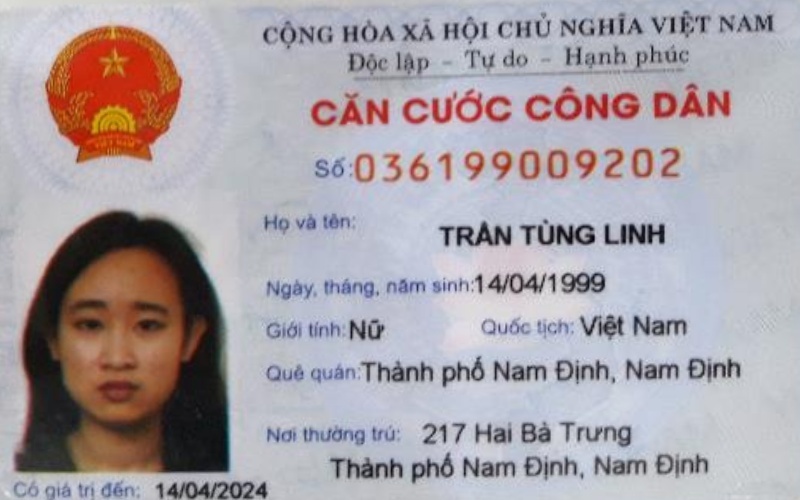 CỘNG HÒA XÃ HỘI CHỦ NGHĨA VIỆT NAM
Độc lập - Tự do - Hạnh phúc
CĂN CƯỚC CÔNG DÂN
Số: 036199009202
Họ và tên: TRẦN TÙNG LINH
Ngày, tháng, năm sinh: 14/04/1999
Giới tính: Nữ Quốc tịch: Việt Nam
Quê quán: Thành phố Nam Định, Nam Định
Nơi thường trú: 217 Hai Bà Trưng
Thành phố Nam Định, Nam Định
Có giá trị đến: 14/04/2024